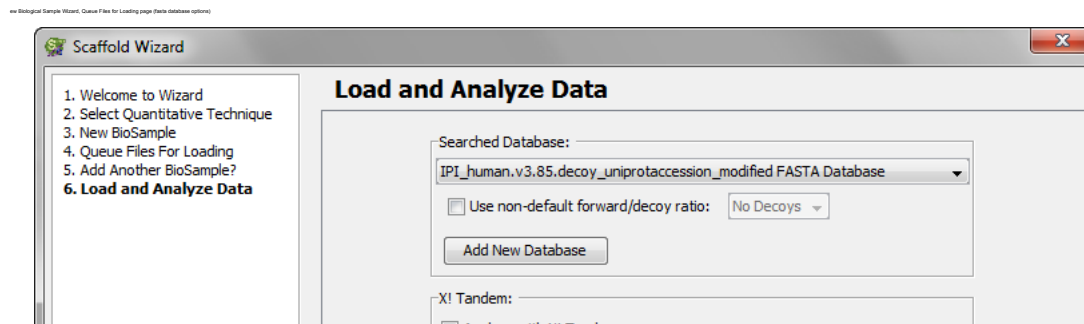 ew Biological Sample Wizard, Queue Files for Loading page (fasta database options)
Scaffold Wizard
1. Welcome to Wizard
2. Select Quantitative Technique
3. New BioSample
4. Queue Files For Loading
5. Add Another BioSample?
6. Load and Analyze Data
Load and Analyze Data
Searched Database:
IPI_human.v3.85.decoy_uniprotaccession_modified FASTA Database
Use non-default forward/decoy ratio: No Decoys
Add New Database
X! Tandem: